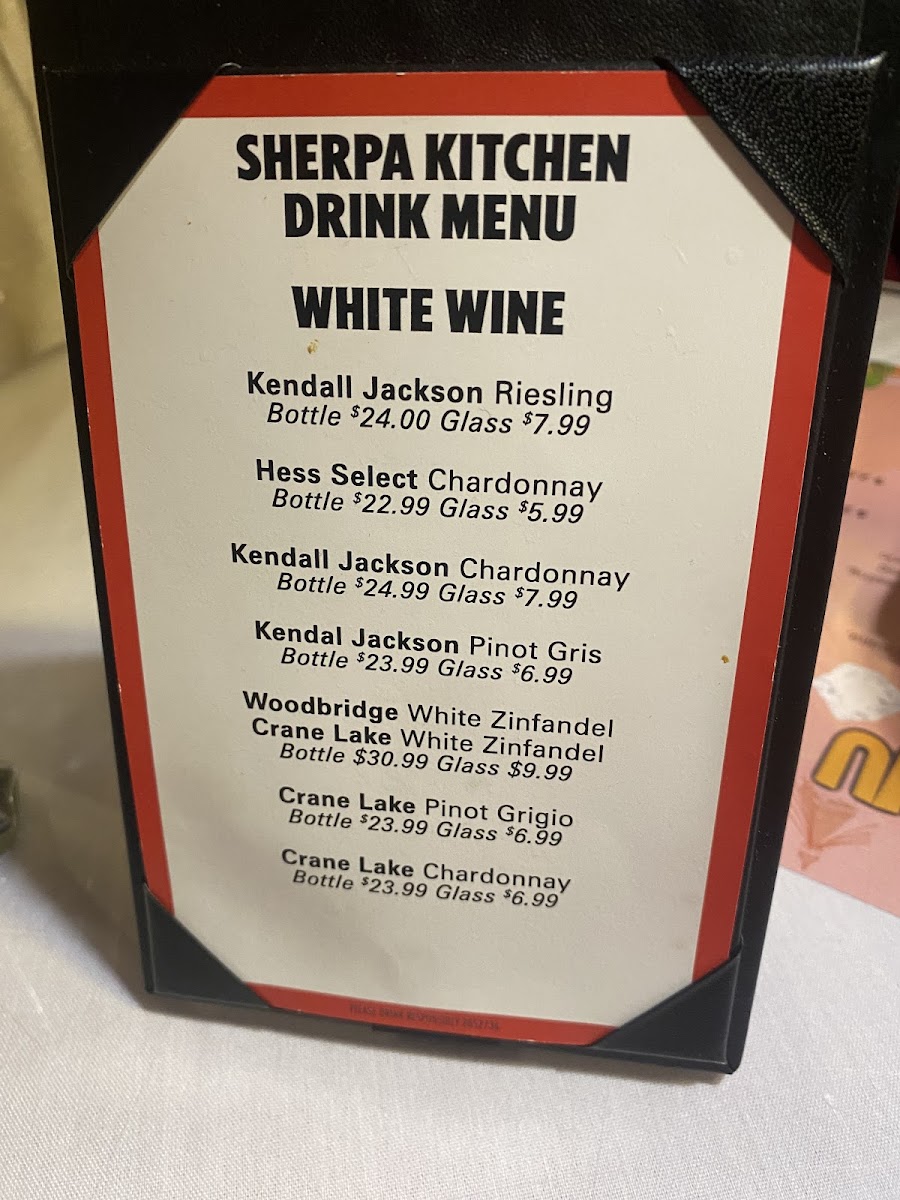 SHERPA KITCHEN
DRINK MENU
WHITE WINE
Kendall Jackson Riesling
Bottle $24.00 Glass $7.99
Hess Select Chardonnay
Bottle $22.99 Glass $5.99
Kendall Jackson Chardonnay
Bottle $24.99 Glass $7.99
Kendal Jackson Pinot Gris
Bottle $23.99 Glass $6.99
Woodbridge White Zinfandel
Crane Lake White Zinfandel
Bottle $30.99 Glass $9.99
Crane Lake Pinot Grigio
Bottle $23.99 Glass $6.99
Crane Lake Chardonnay
Bottle $23.99 Glass $6.99
PLEASE DRINK RESPONSIBLY